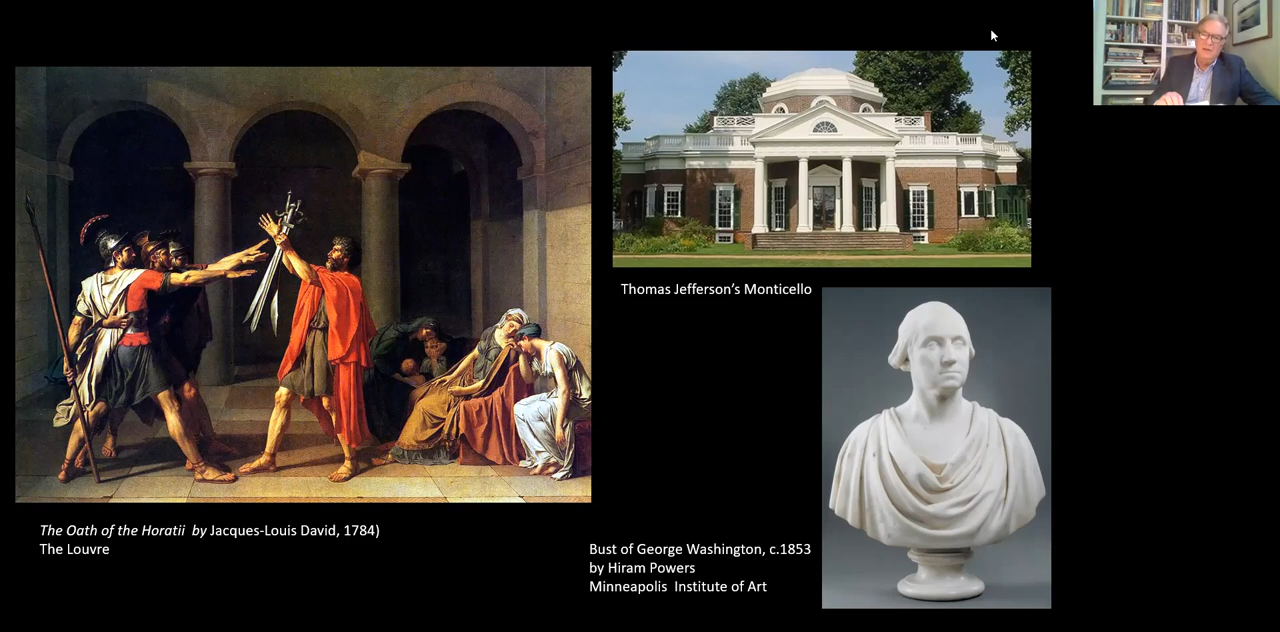 Thomas Jefferson's Monticello
The Oath of the Horatii by Jacques-Louis David, 1784)
The Louvre
Bust of George Washington, c.1853
by Hiram Powers
Minneapolis Institute of Art